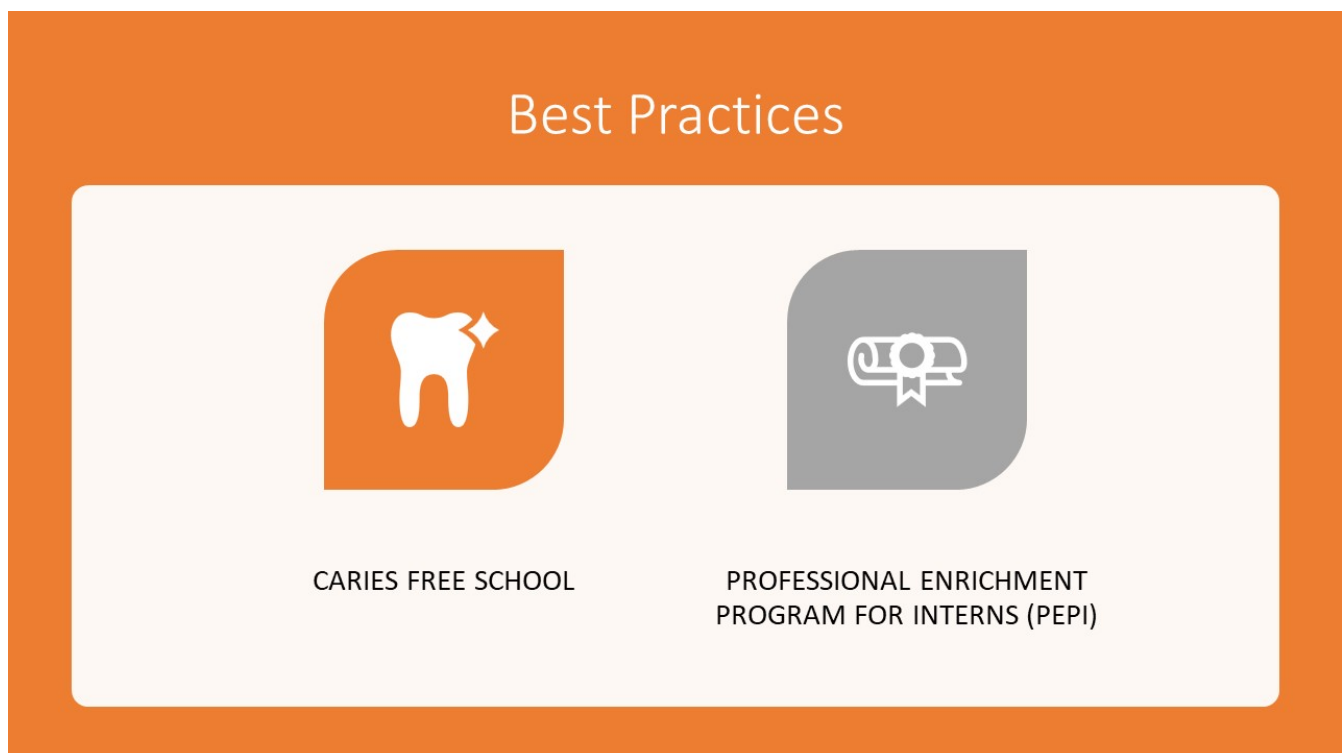 Best Practices
CARIES FREE SCHOOL
PROFESSIONAL ENRICHMENT
PROGRAM FOR INTERNS (PEPI)